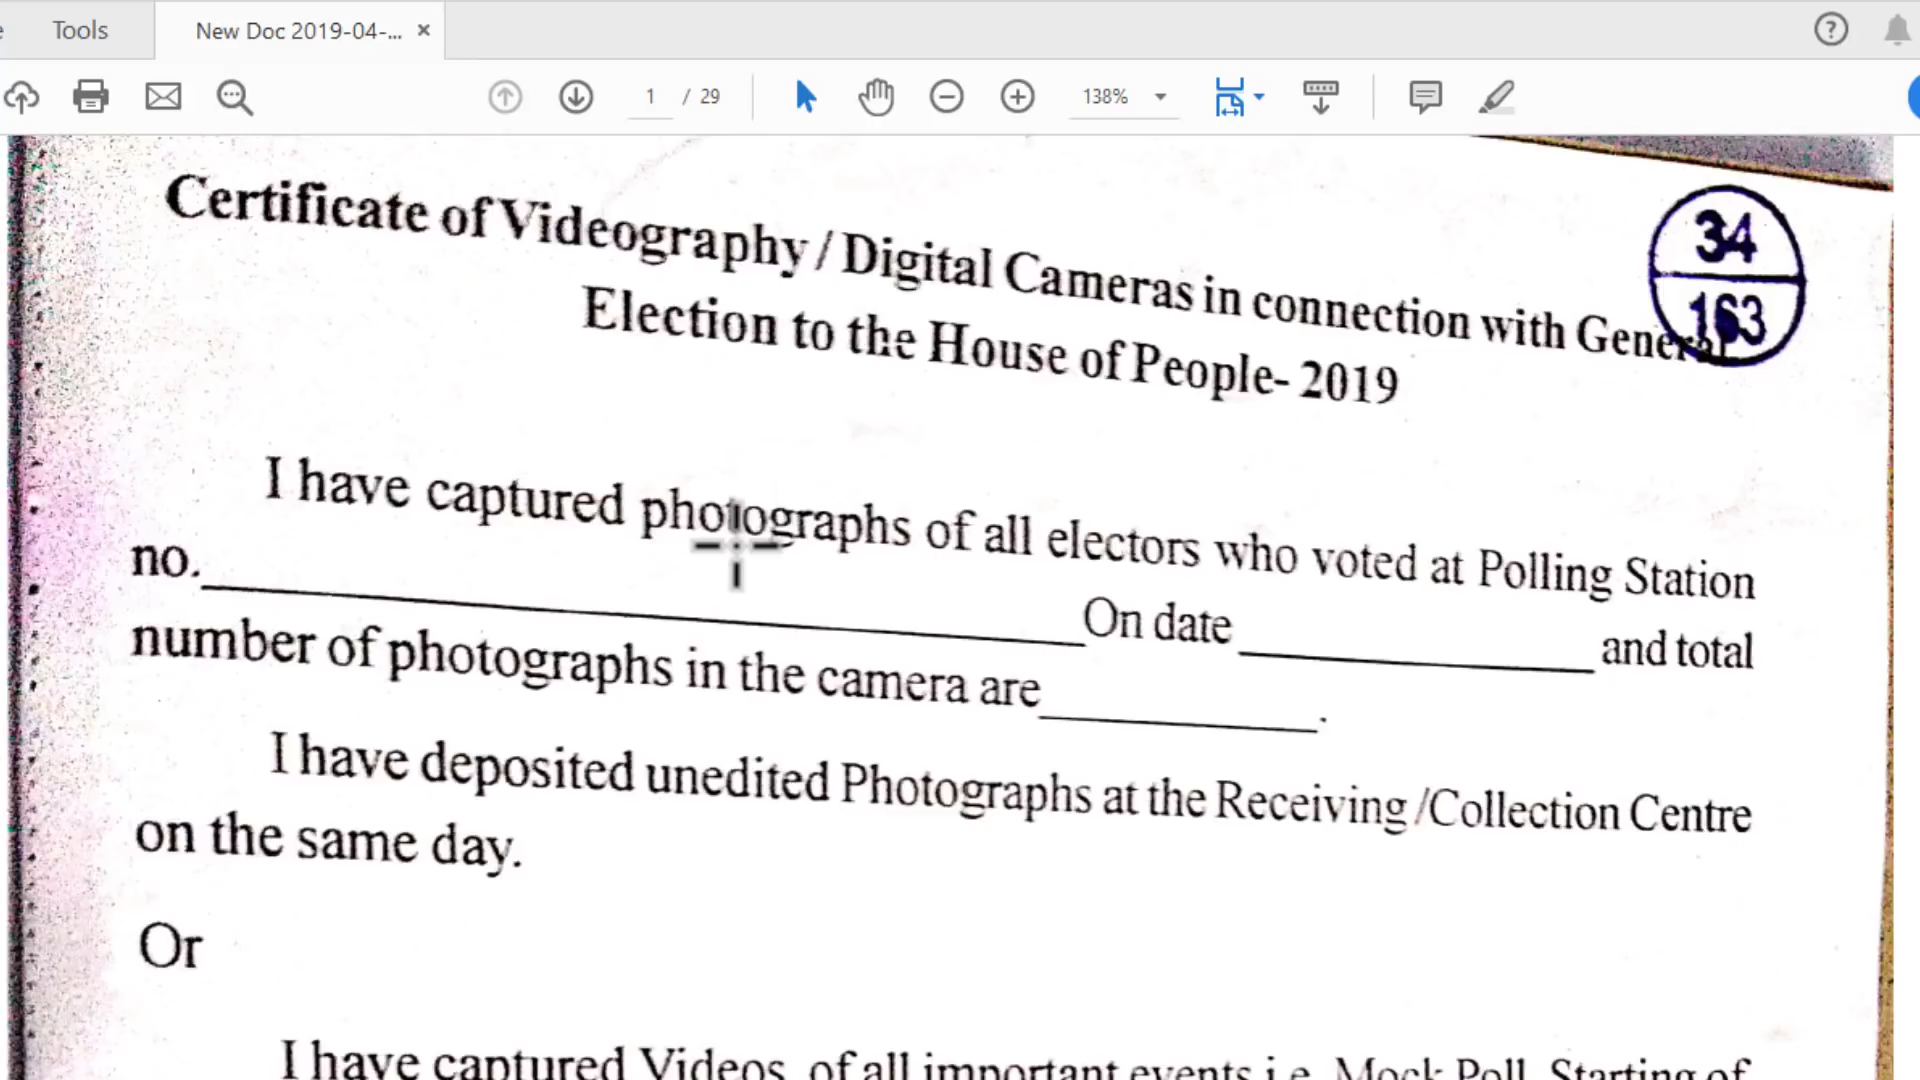 Tools
New Doc 2019-04-...
1 / 29
138%
34
163
Certificate of Videography / Digital Cameras in connection with General
Election to the House of People- 2019
I have captured photographs of all electors who voted at Polling Station
no. On date and total
number of photographs in the camera are .
I have deposited unedited Photographs at the Receiving /Collection Centre
on the same day.
Or
I have captured Videos of all important events i.e. Mock Poll, Starting of